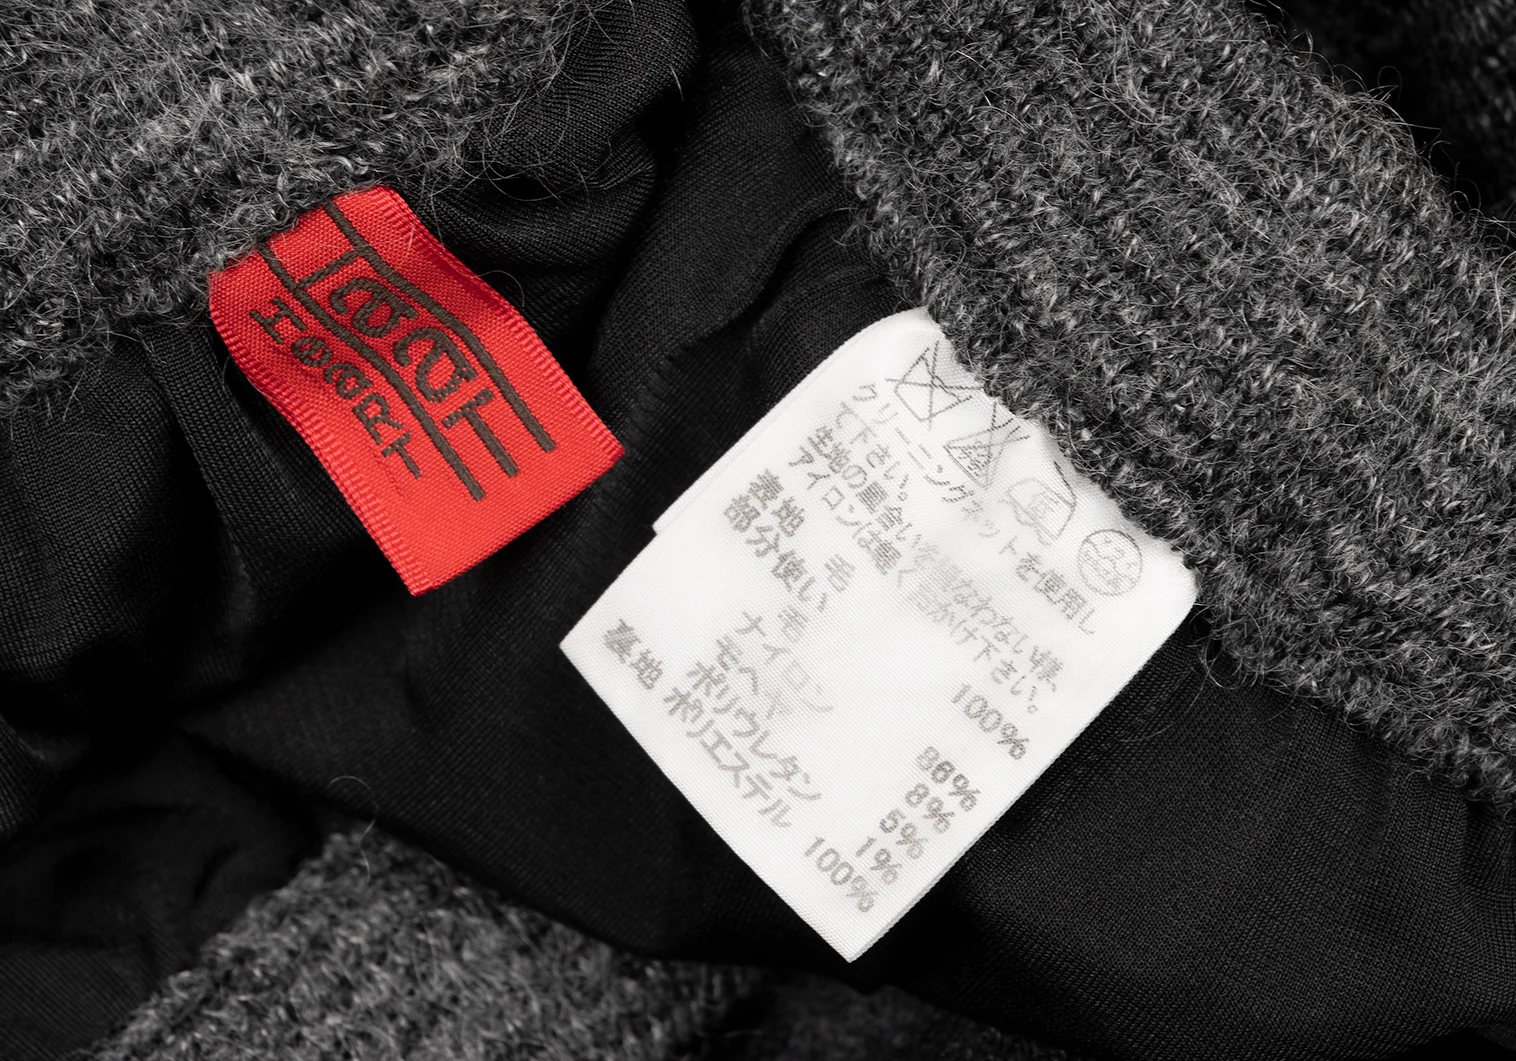 クリーニングネットを使用し
て下さい。
生地の風合いを損なわない様、
アイロンは軽く当かけ下さい。
表地 毛 100%
部分使い 毛 86%
ナイロン 8%
モヘヤ 5%
ポリウレタン 1%
裏地 ポリエステル 100%